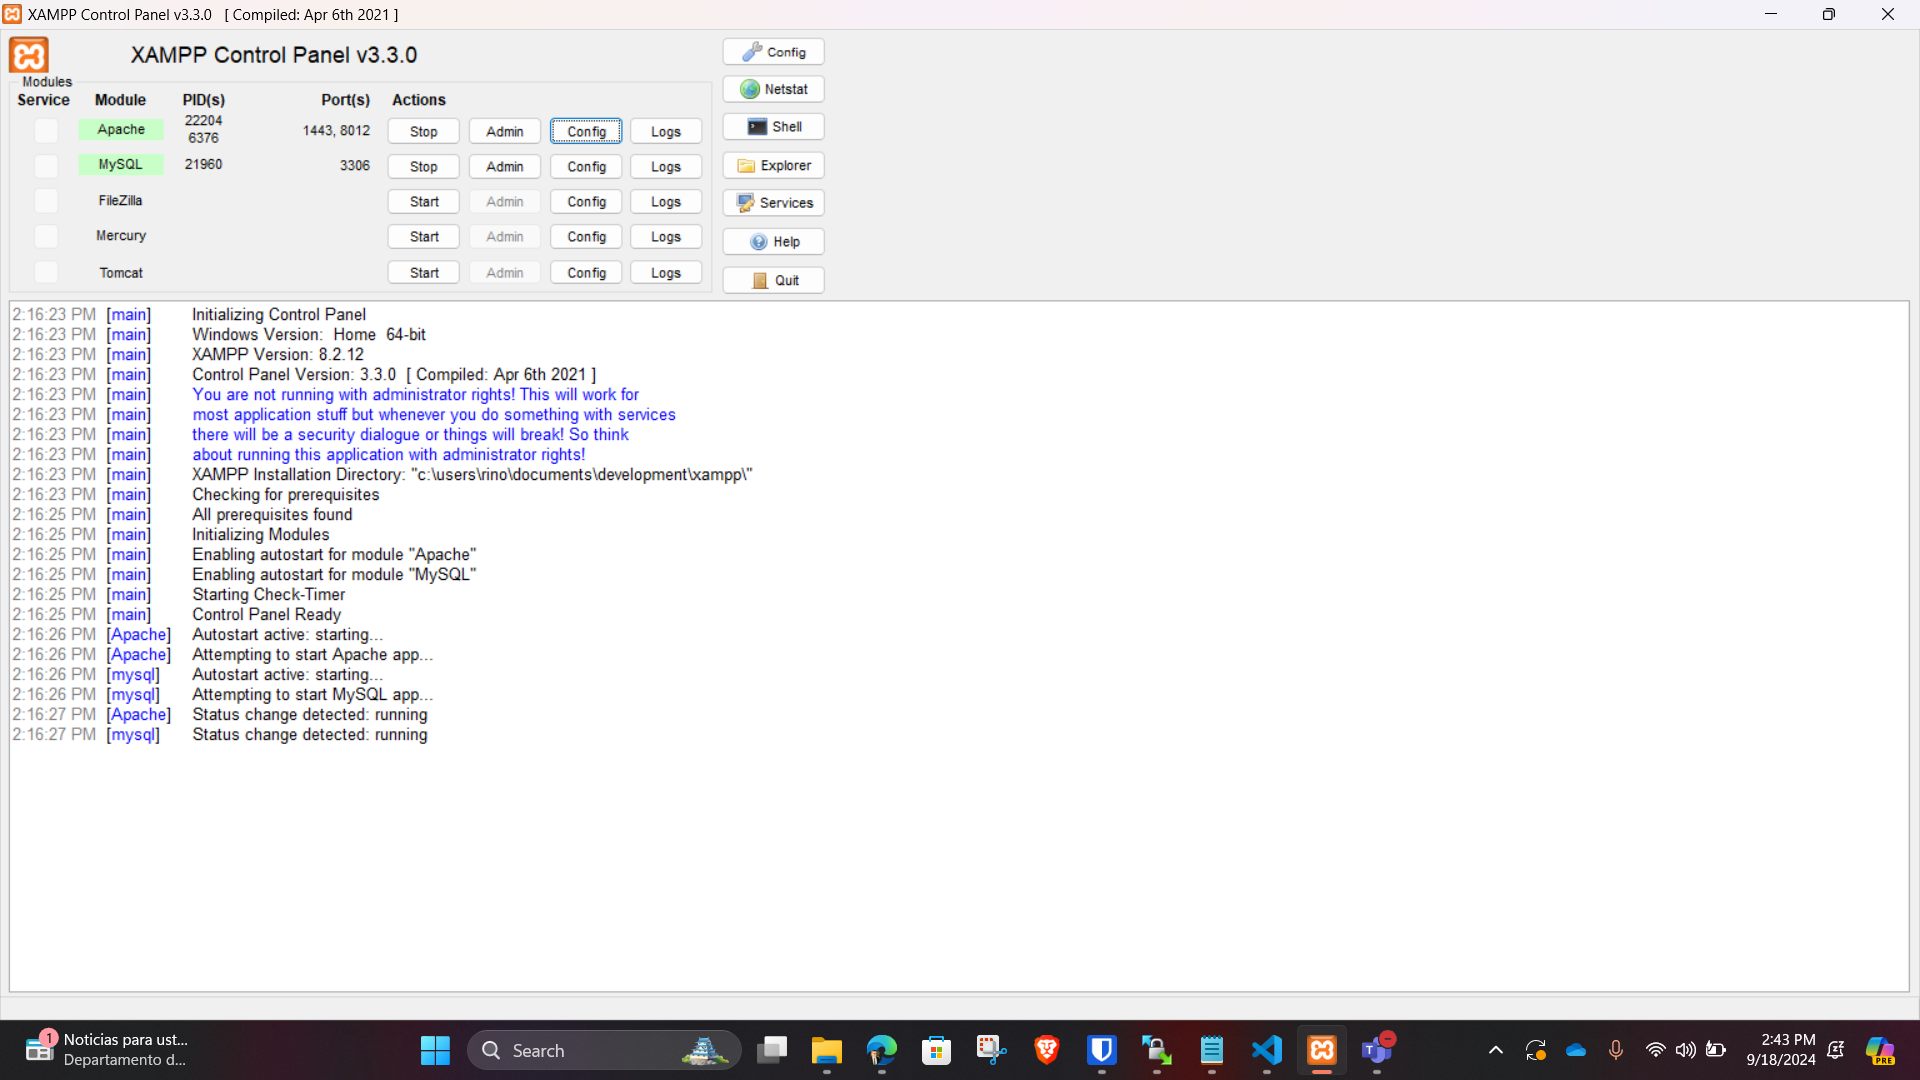 XAMPP Control Panel v3.3.0   [ Compiled: Apr 6th 2021 ]
XAMPP Control Panel v3.3.0
Config
Modules
Service Module PID(s) Port(s) Actions
Netstat
Apache 22204 6376 1443, 8012 Stop Admin Config Logs
Shell
MySQL 21960 3306 Stop Admin Config Logs
Explorer
FileZilla Start Admin Config Logs
Services
Mercury Start Admin Config Logs
Help
Tomcat Start Admin Config Logs
Quit
2:16:23 PM [main] Initializing Control Panel
2:16:23 PM [main] Windows Version: Home 64-bit
2:16:23 PM [main] XAMPP Version: 8.2.12
2:16:23 PM [main] Control Panel Version: 3.3.0 [ Compiled: Apr 6th 2021 ]
2:16:23 PM [main] You are not running with administrator rights! This will work for
2:16:23 PM [main] most application stuff but whenever you do something with services
2:16:23 PM [main] there will be a security dialogue or things will break! So think
2:16:23 PM [main] about running this application with administrator rights!
2:16:23 PM [main] XAMPP Installation Directory: "c:\users\rino\documents\development\xampp\"
2:16:23 PM [main] Checking for prerequisites
2:16:25 PM [main] All prerequisites found
2:16:25 PM [main] Initializing Modules
2:16:25 PM [main] Enabling autostart for module "Apache"
2:16:25 PM [main] Enabling autostart for module "MySQL"
2:16:25 PM [main] Starting Check-Timer
2:16:25 PM [main] Control Panel Ready
2:16:26 PM [Apache] Autostart active: starting...
2:16:26 PM [Apache] Attempting to start Apache app...
2:16:26 PM [mysql] Autostart active: starting...
2:16:26 PM [mysql] Attempting to start MySQL app...
2:16:27 PM [Apache] Status change detected: running
2:16:27 PM [mysql] Status change detected: running
1 Noticias para ust...
Departamento d...
Search
2:43 PM
9/18/2024
PRE